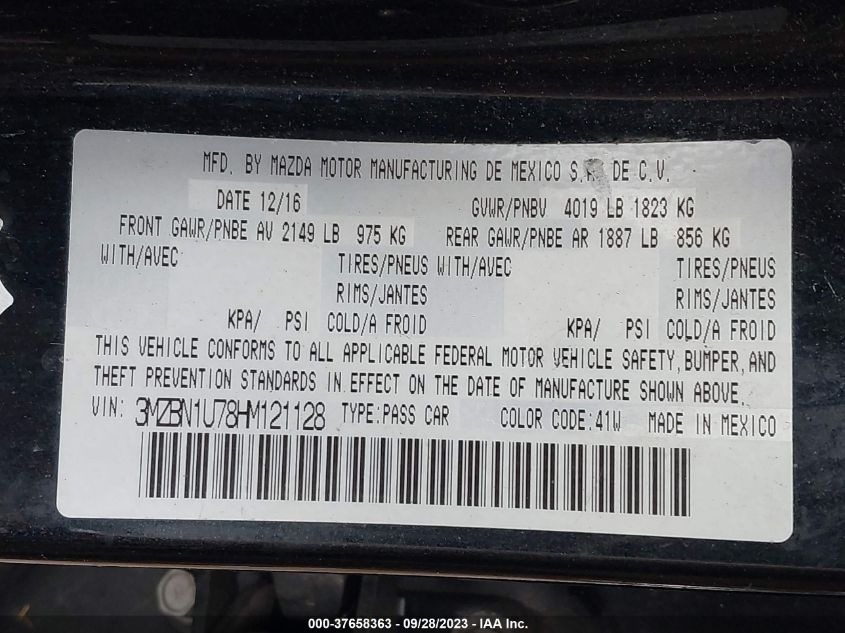 MFD. BY MAZDA MOTOR MANUFACTURING DE MEXICO S.A. DE C.V.
DATE 12/16 GVWR/PNBV 4019 LB 1823 KG
FRONT GAWR/PNBE AV 2149 LB 975 KG REAR GAWR/PNBE AR 1887 LB 856 KG
WITH/AVEC TIRES/PNEUS WITH/AVEC TIRES/PNEUS
RIMS/JANTES RIMS/JANTES
KPA/ PSI COLD/A FROID KPA/ PSI COLD/A FROID
THIS VEHICLE CONFORMS TO ALL APPLICABLE FEDERAL MOTOR VEHICLE SAFETY, BUMPER, AND
THEFT PREVENTION STANDARDS IN EFFECT ON THE DATE OF MANUFACTURE SHOWN ABOVE.
VIN: 3MZBN1U78HM121128 TYPE:PASS CAR COLOR CODE:41W MADE IN MEXICO
000-37658363 - 09/28/2023 - IAA Inc.